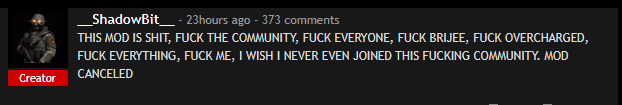 __ShadowBit__ - 23hours ago - 373 comments
THIS MOD IS SHIT, FUCK THE COMMUNITY, FUCK EVERYONE, FUCK BRIJEE, FUCK OVERCHARGED,
FUCK EVERYTHING, FUCK ME, I WISH I NEVER EVEN JOINED THIS FUCKING COMMUNITY. MOD
CANCELED
Creator